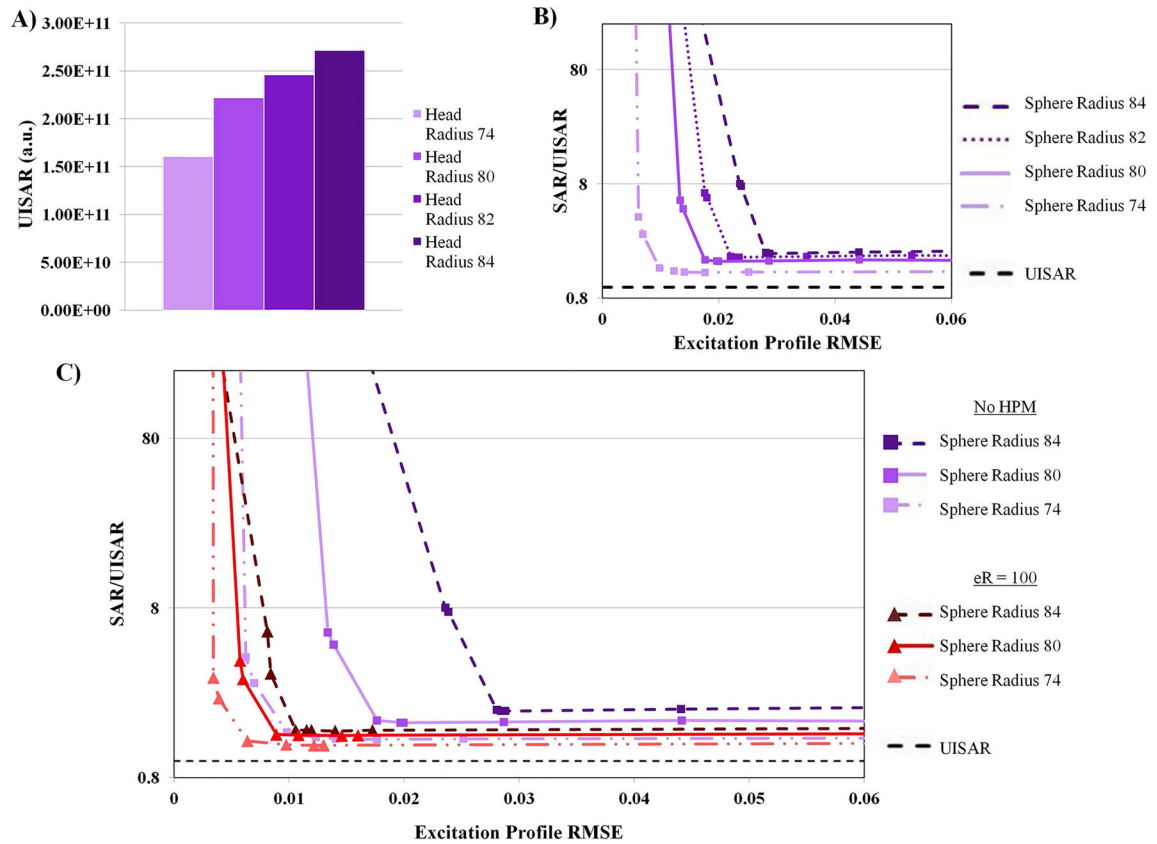 A)
UISAR (a.u.)
3.00E+11
2.50E+11
2.00E+11
1.50E+11
1.00E+11
5.00E+10
0.00E+00
Head
Radius 74
Head
Radius 80
Head
Radius 82
Head
Radius 84
B)
SAR/UISAR
80
8
0.8
0
0.02
0.04
0.06
Excitation Profile RMSE
Sphere Radius 84
Sphere Radius 82
Sphere Radius 80
Sphere Radius 74
UISAR
C)
SAR/UISAR
80
8
0.8
0
0.01
0.02
0.03
0.04
0.05
0.06
Excitation Profile RMSE
No HPM
Sphere Radius 84
Sphere Radius 80
Sphere Radius 74
eR = 100
Sphere Radius 84
Sphere Radius 80
Sphere Radius 74
UISAR